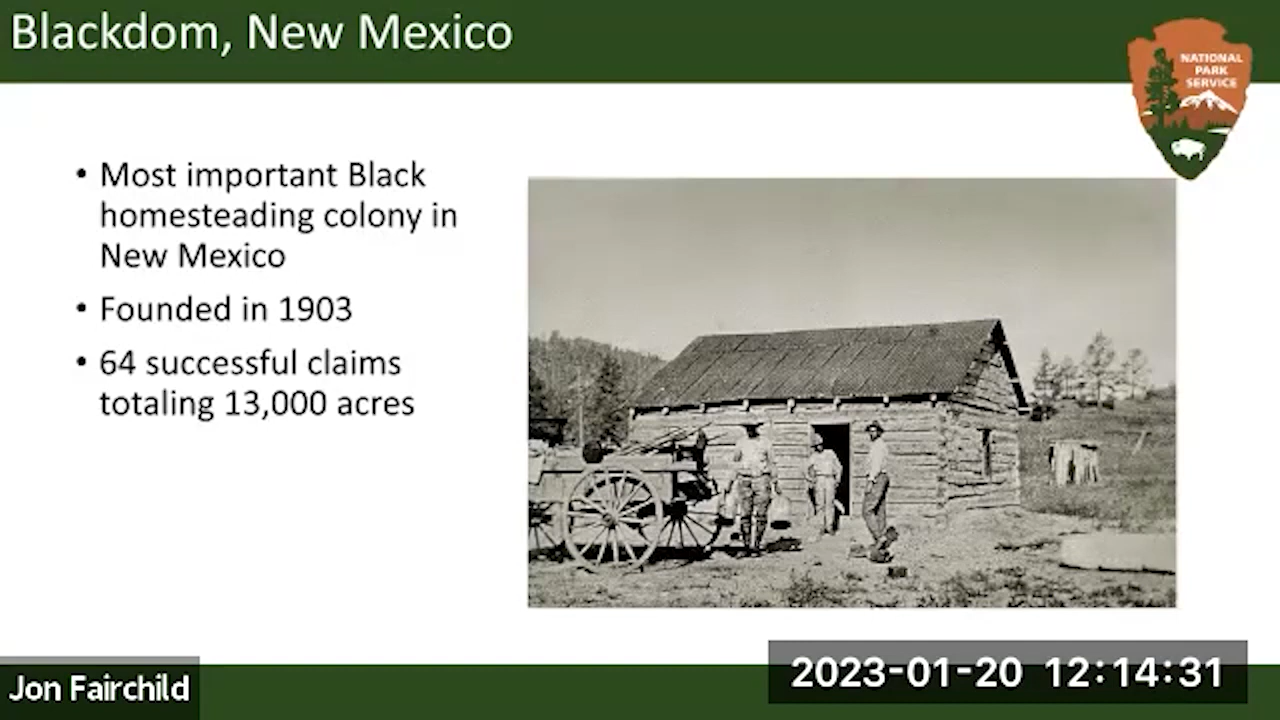 Blackdom, New Mexico
NATIONAL
PARK
SERVICE
• Most important Black
homesteading colony in
New Mexico
• Founded in 1903
• 64 successful claims
totaling 13,000 acres
Jon Fairchild
2023-01-20 12:14:31